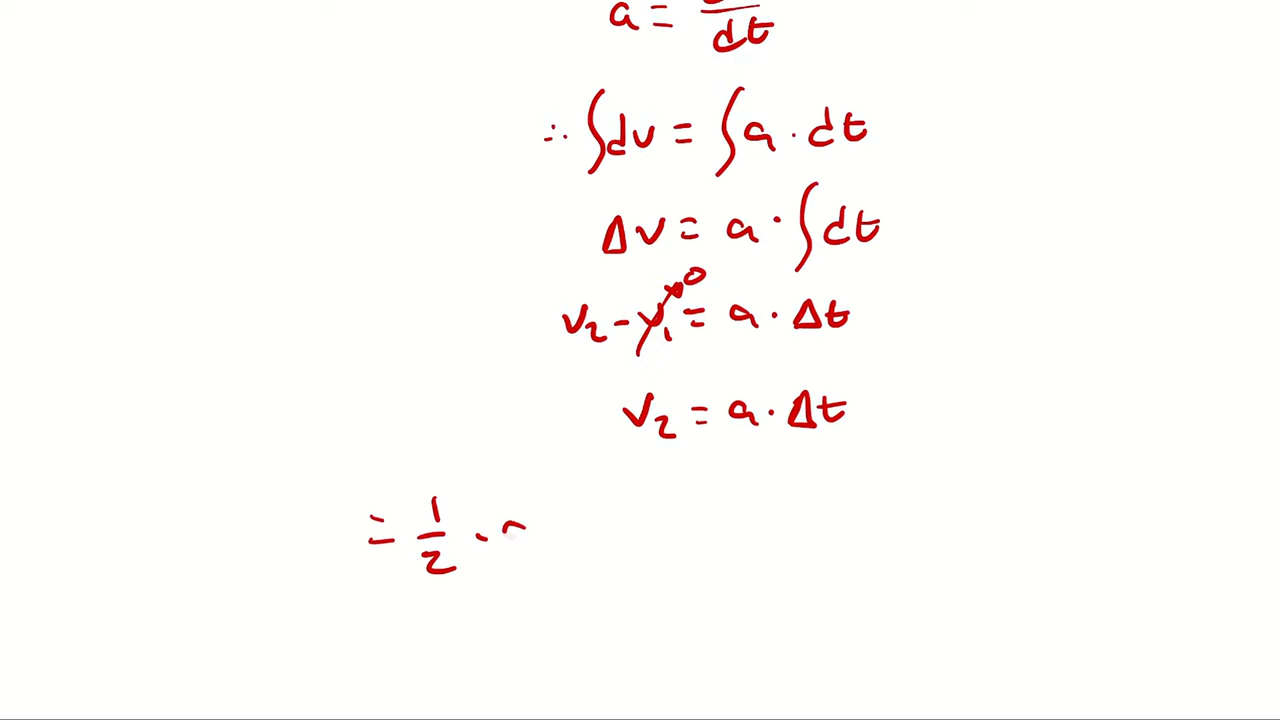 a = /dt
∴ ∫dv = ∫a · dt
Δv = a · ∫dt
v₂ - v₁ = a · Δt 0
v₂ = a · Δt
= 1/2 ·